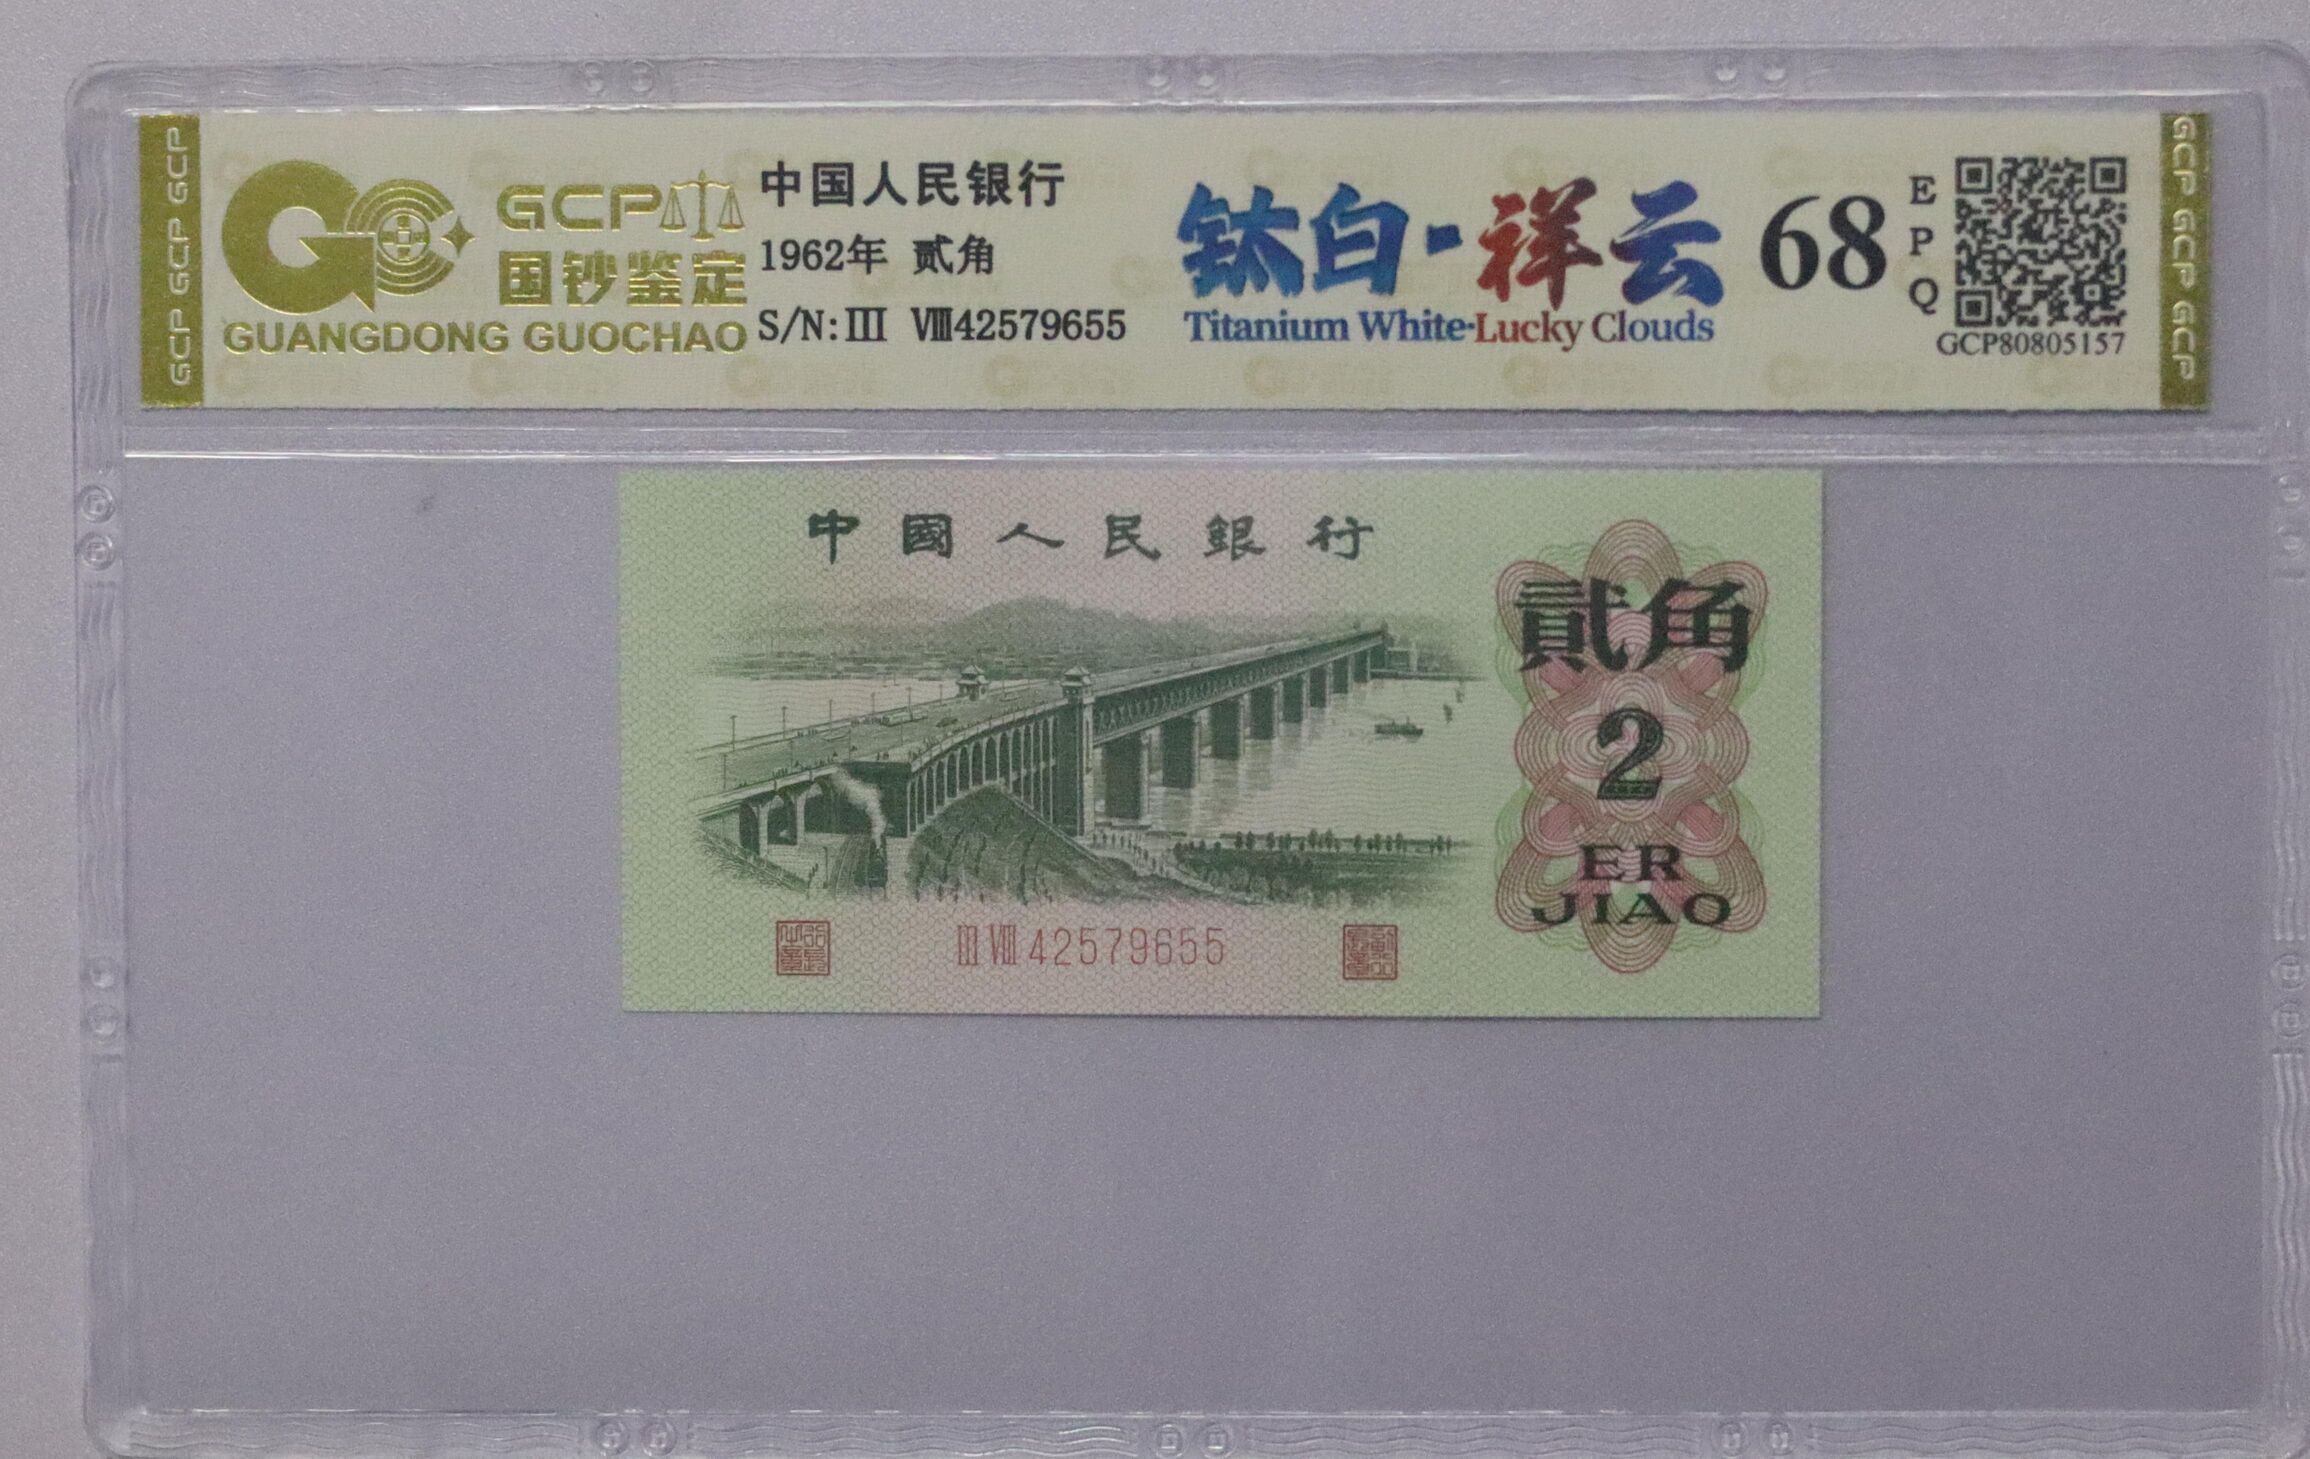 GCP GCP GCP
GCP
国钞鉴定
GUANGDONG GUOCHAO
中国人民银行
1962年 贰角
S/N:III VIII42579655
钛白·祥云
Titanium White·Lucky Clouds
68
EPQ
GCP80805157
GCP GCP GCP
中國人民銀行
貳角
2
ER
JIAO
III VIII 42579655